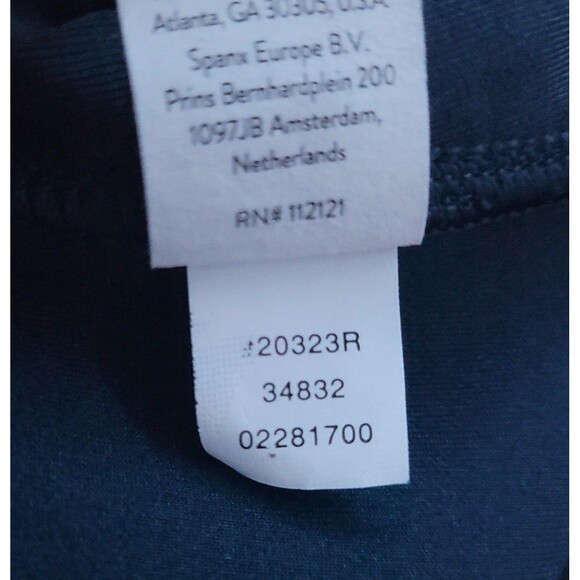 Atlanta, GA 30305, U.S.A
Spanx Europe B.V.
Prins Bernhardplein 200
1097JB Amsterdam,
Netherlands
RN# 112121
#20323R
34832
02281700